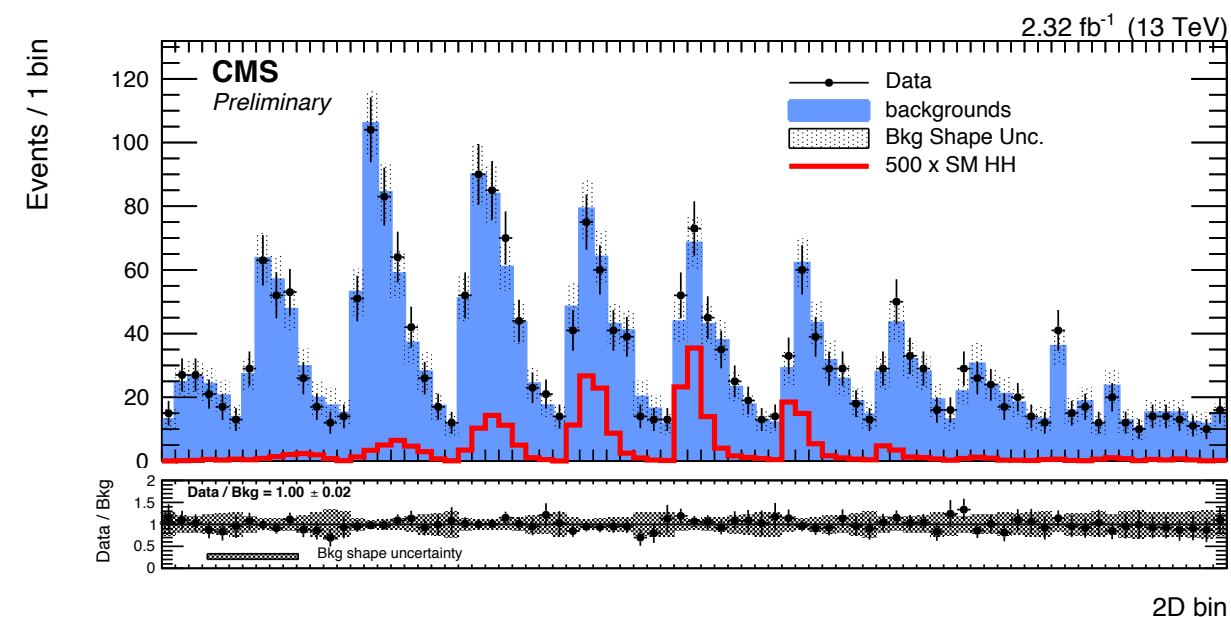 2.32 fb⁻¹ (13 TeV)
Events / 1 bin
120
100
80
60
40
20
0
CMS
Preliminary
Data
backgrounds
Bkg Shape Unc.
500 x SM HH
Data / Bkg
2
1.5
1
0.5
0
Data / Bkg = 1.00 ± 0.02
Bkg shape uncertainty
2D bin